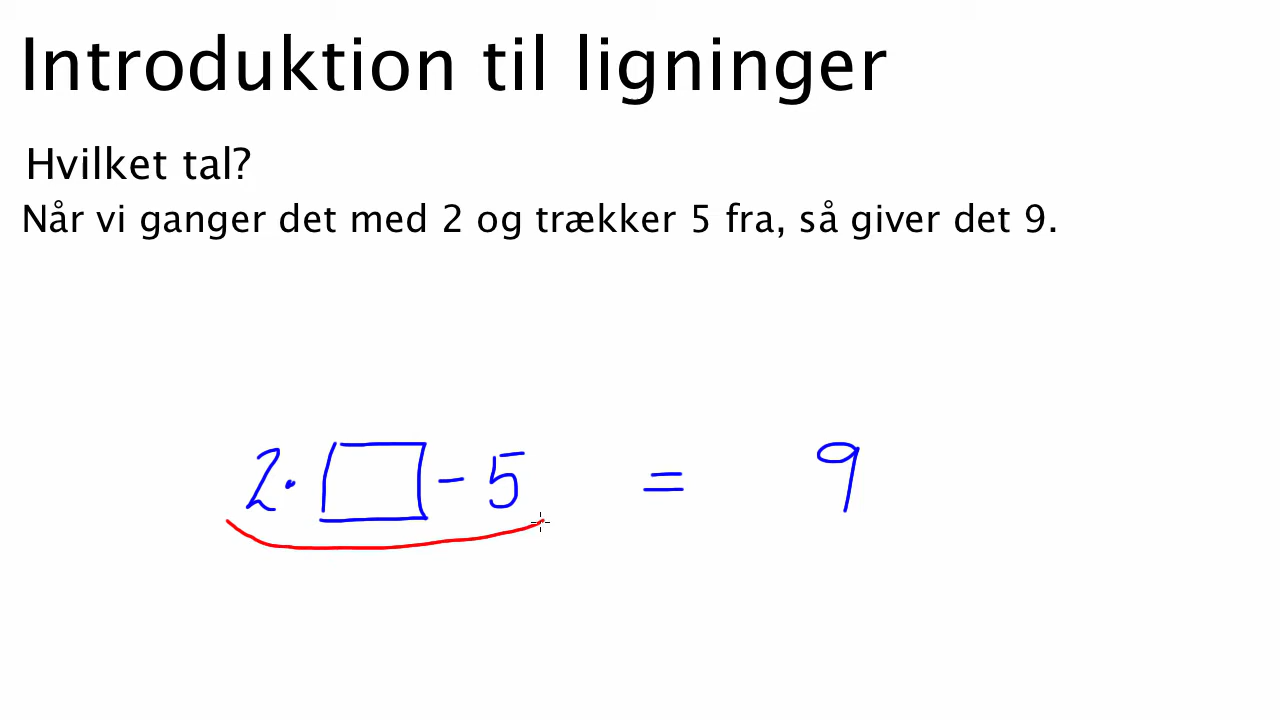 Introduktion til ligninger
Hvilket tal?
Når vi ganger det med 2 og trækker 5 fra, så giver det 9.
2 · □ - 5 = 9